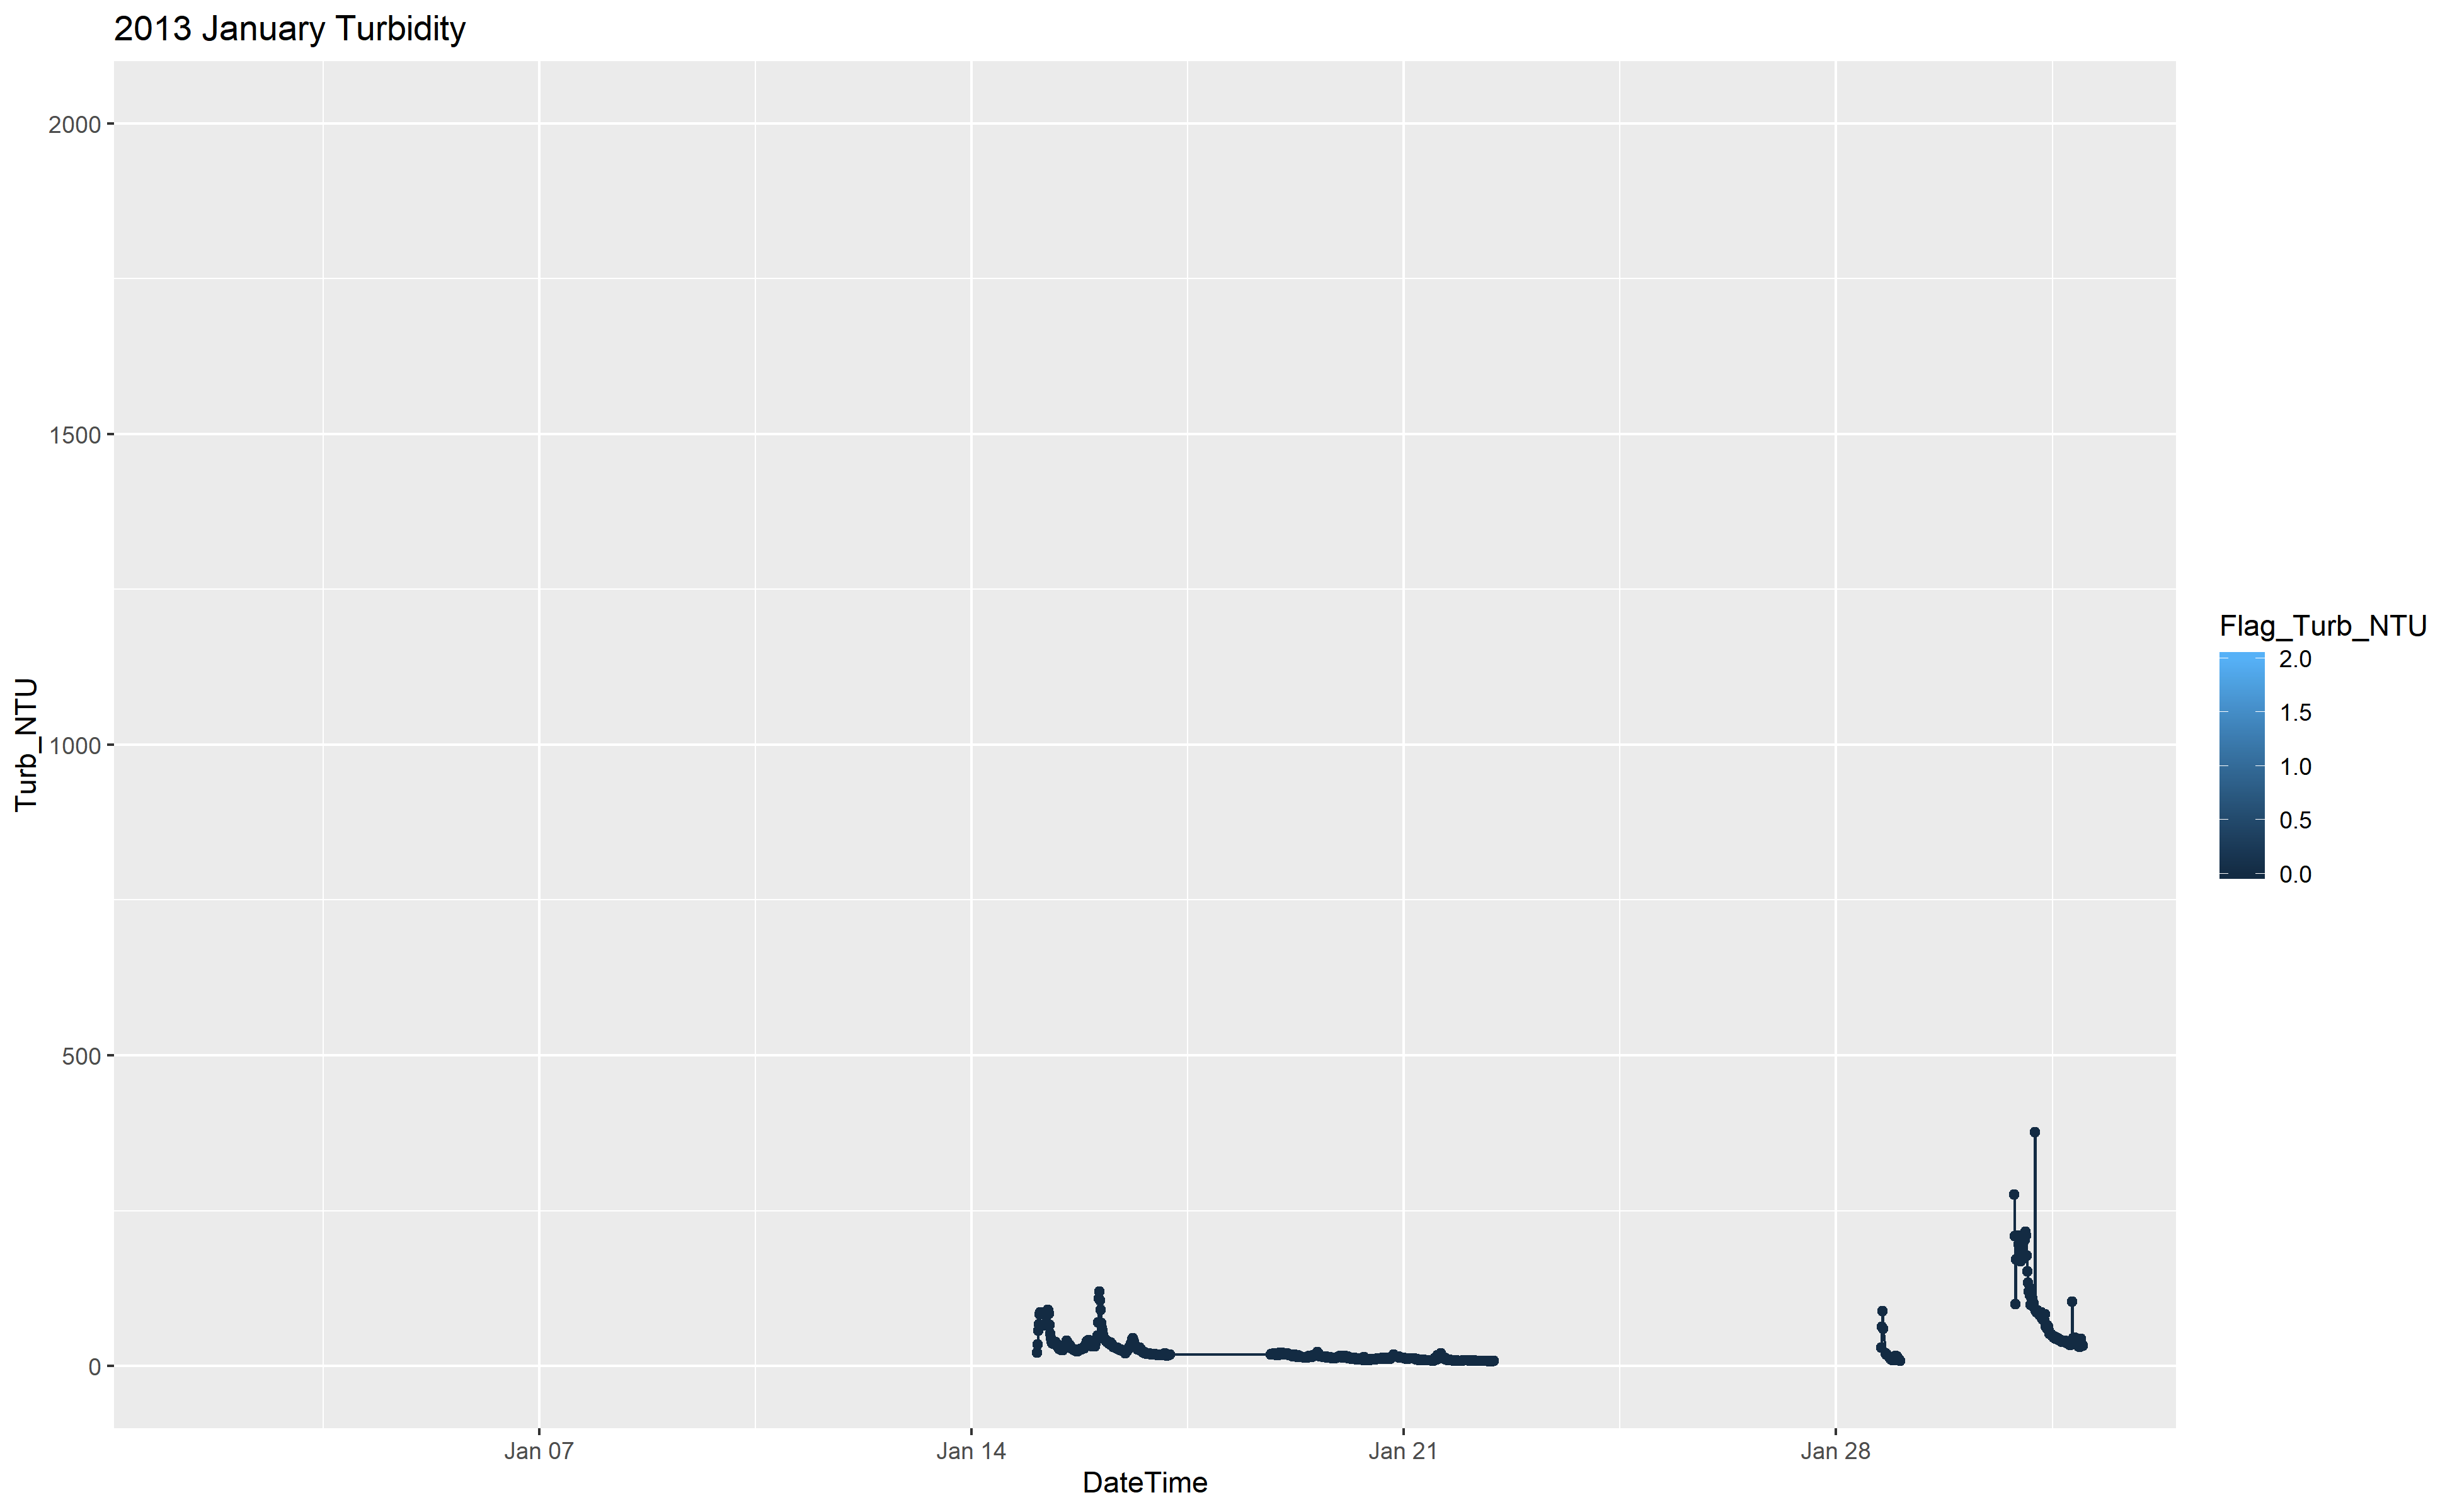 2013 January Turbidity
2000
1500
1000
500
0
Turb_NTU
Jan 07
Jan 14
Jan 21
Jan 28
DateTime
Flag_Turb_NTU
2.0
1.5
1.0
0.5
0.0